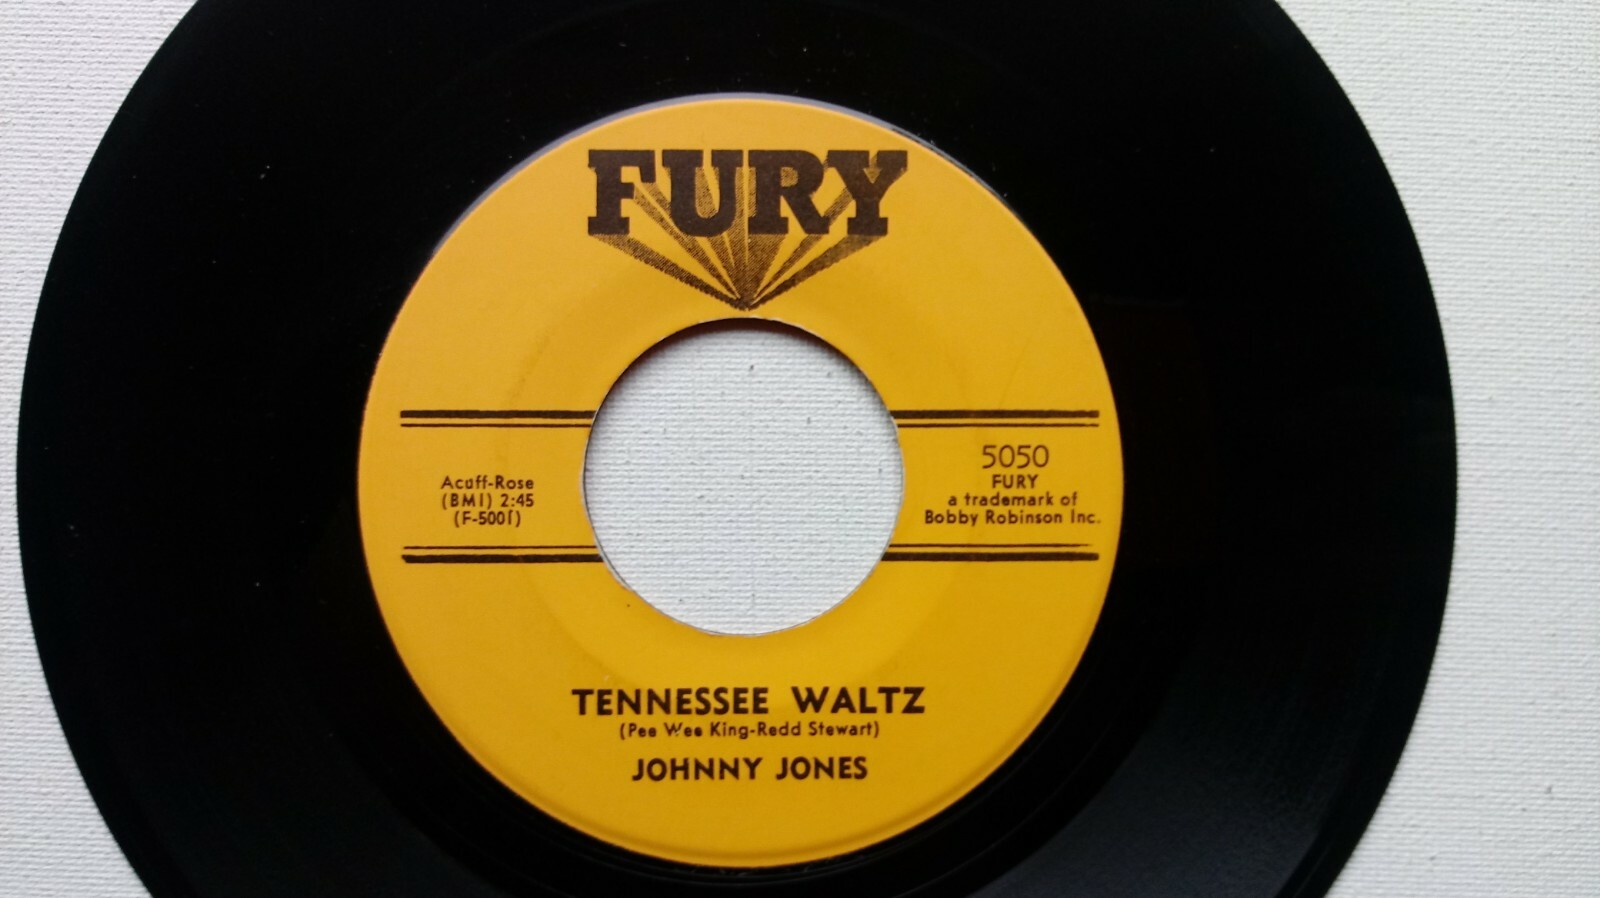 FURY
Acuff-Rose
(BMI) 2:45
(F-5001)
5050
FURY
a trademark of
Bobby Robinson Inc.
TENNESSEE WALTZ
(Pee Wee King-Redd Stewart)
JOHNNY JONES